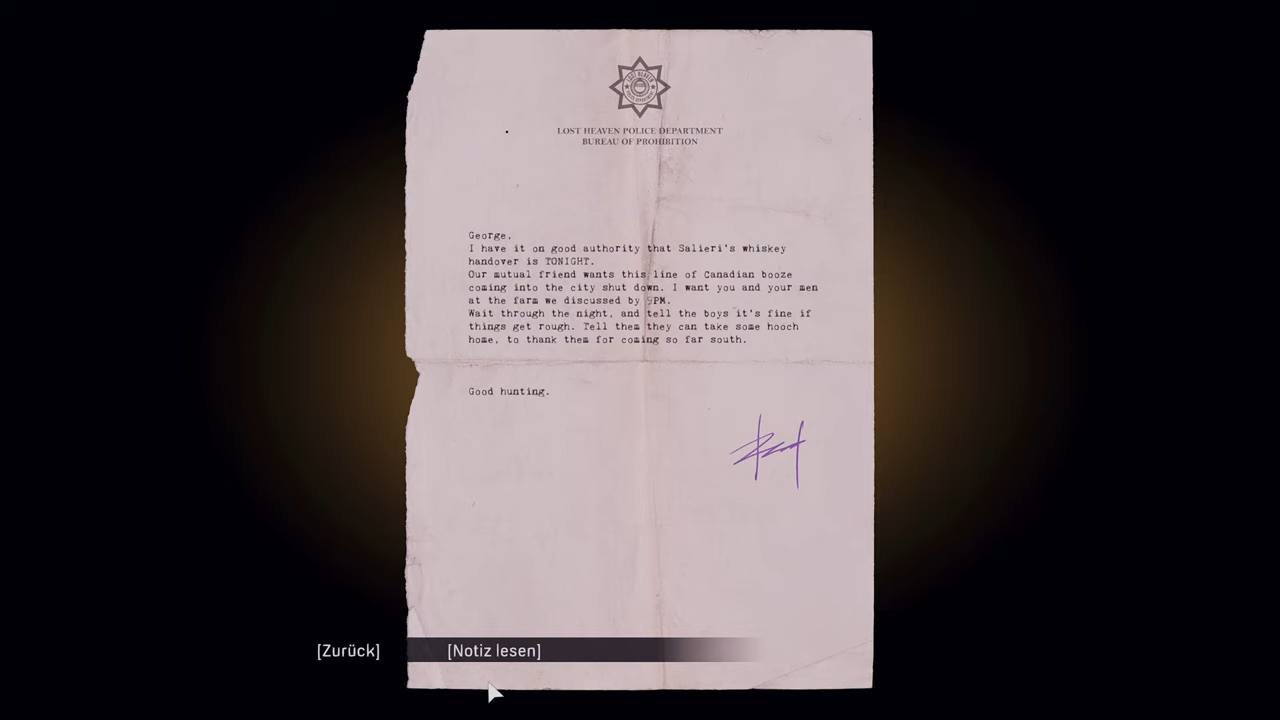 LOST HEAVEN
LOST HEAVEN POLICE DEPARTMENT
BUREAU OF PROHIBITION
George,
I have it on good authority that Salieri's whiskey
handover is TONIGHT.
Our mutual friend wants this line of Canadian booze
coming into the city shut down. I want you and your men
at the farm we discussed by 9PM.
Wait through the night, and tell the boys it's fine if
things get rough. Tell them they can take some hooch
home, to thank them for coming so far south.
Good hunting.
[Zurück] [Notiz lesen]